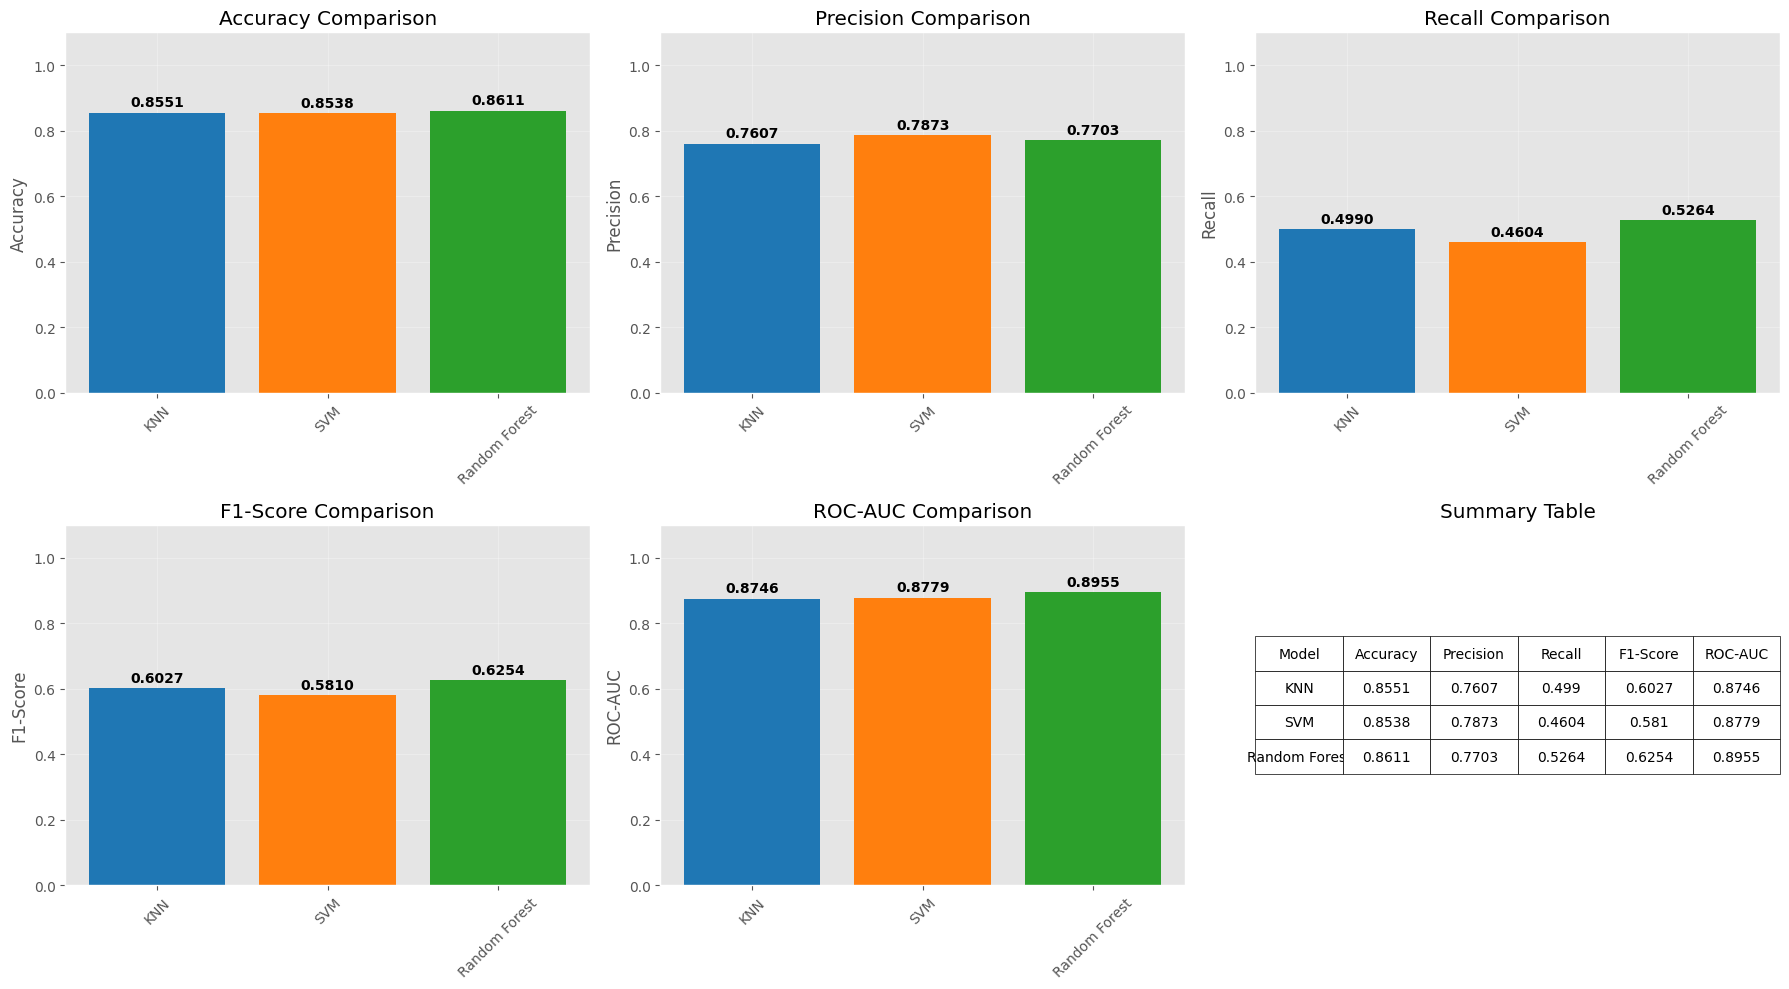 Accuracy Comparison
Accuracy
1.0
0.8
0.6
0.4
0.2
0.0
0.8551
0.8538
0.8611
KNN
SVM
Random Forest
Precision Comparison
Precision
1.0
0.8
0.6
0.4
0.2
0.0
0.7607
0.7873
0.7703
KNN
SVM
Random Forest
Recall Comparison
Recall
1.0
0.8
0.6
0.4
0.2
0.0
0.4990
0.4604
0.5264
KNN
SVM
Random Forest
F1-Score Comparison
F1-Score
1.0
0.8
0.6
0.4
0.2
0.0
0.6027
0.5810
0.6254
KNN
SVM
Random Forest
ROC-AUC Comparison
ROC-AUC
1.0
0.8
0.6
0.4
0.2
0.0
0.8746
0.8779
0.8955
KNN
SVM
Random Forest
Summary Table
Model Accuracy Precision Recall F1-Score ROC-AUC
KNN 0.8551 0.7607 0.499 0.6027 0.8746
SVM 0.8538 0.7873 0.4604 0.581 0.8779
Random Fores 0.8611 0.7703 0.5264 0.6254 0.8955